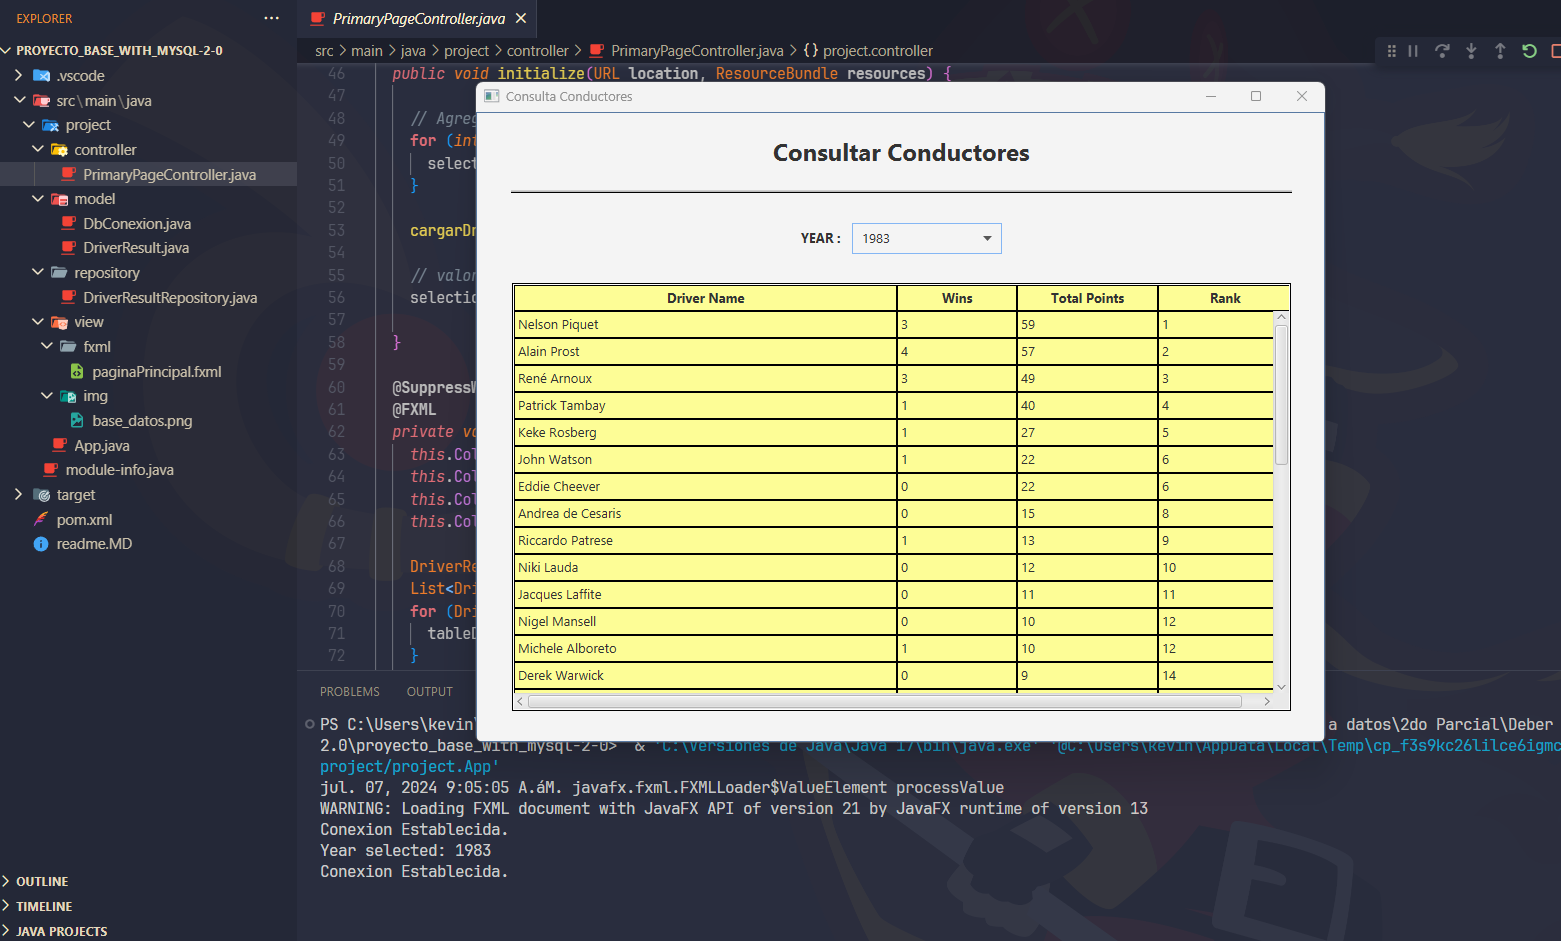 EXPLORER
PROYECTO_BASE_WITH_MYSQL-2-0
.vscode
src\main\java
project
controller
PrimaryPageController.java
model
DbConexion.java
DriverResult.java
repository
DriverResultRepository.java
view
fxml
paginaPrincipal.fxml
img
base_datos.png
App.java
module-info.java
target
pom.xml
readme.MD
OUTLINE
TIMELINE
JAVA PROJECTS
PrimaryPageController.java
src > main > java > project > controller > PrimaryPageController.java > {} project.controller
46 public void initialize(URL location, ResourceBundle resources) {
47
48 // Agreg
49 for (int
50 select
51 }
52
53 cargarDr
54
55 // valor
56 selectio
57
58 }
59
60 @SuppressW
61 @FXML
62 private vo
63 this.Col
64 this.Col
65 this.Col
66 this.Col
67
68 DriverRe
69 List<Dri
70 for (Dri
71 tableD
72 }
Consulta Conductores
Consultar Conductores
YEAR : 1983
Driver Name Wins Total Points Rank
Nelson Piquet 3 59 1
Alain Prost 4 57 2
René Arnoux 3 49 3
Patrick Tambay 1 40 4
Keke Rosberg 1 27 5
John Watson 1 22 6
Eddie Cheever 0 22 6
Andrea de Cesaris 0 15 8
Riccardo Patrese 1 13 9
Niki Lauda 0 12 10
Jacques Laffite 0 11 11
Nigel Mansell 0 10 12
Michele Alboreto 1 10 12
Derek Warwick 0 9 14
PROBLEMS OUTPUT
PS C:\Users\kevin\ a datos\2do Parcial\Deber
2.0\proyecto_base_with_mysql-2-0> & 'C:\Versiones de Java\Java 17\bin\java.exe' '@C:\Users\kevin\AppData\Local\Temp\cp_f3s9kc26lilce6igmc
project/project.App'
jul. 07, 2024 9:05:05 A.áM. javafx.fxml.FXMLLoader$ValueElement processValue
WARNING: Loading FXML document with JavaFX API of version 21 by JavaFX runtime of version 13
Conexion Establecida.
Year selected: 1983
Conexion Establecida.